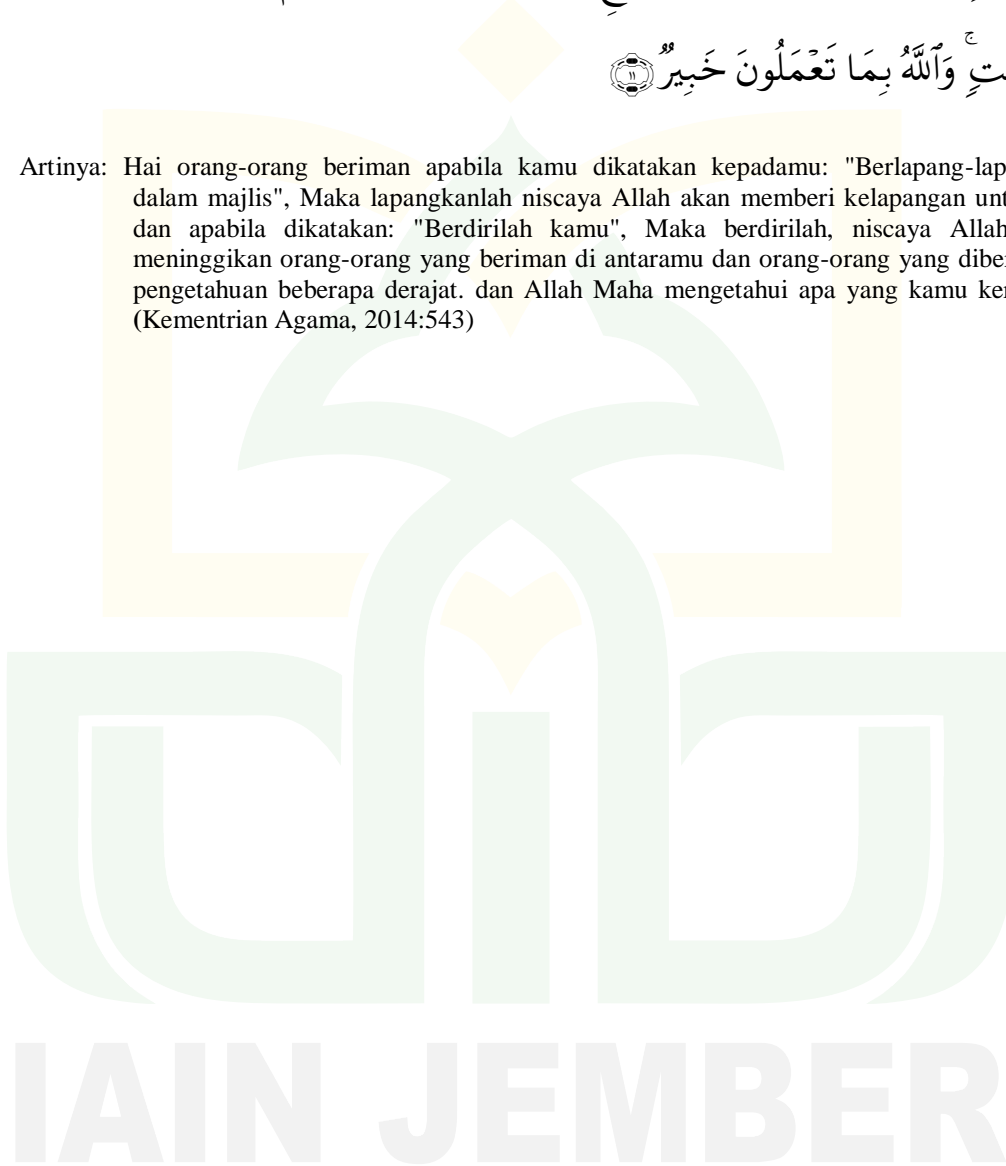 وَٱللَّهُ بِمَا تَعۡمَلُونَ خَبِيرٞ ١١
Artinya: Hai orang-orang beriman apabila kamu dikatakan kepadamu: "Berlapang-lap
dalam majlis", Maka lapangkanlah niscaya Allah akan memberi kelapangan unt
dan apabila dikatakan: "Berdirilah kamu", Maka berdirilah, niscaya Allah
meninggikan orang-orang yang beriman di antaramu dan orang-orang yang dibe
pengetahuan beberapa derajat. dan Allah Maha mengetahui apa yang kamu ke
(Kementrian Agama, 2014:543)
IAIN JEMBER